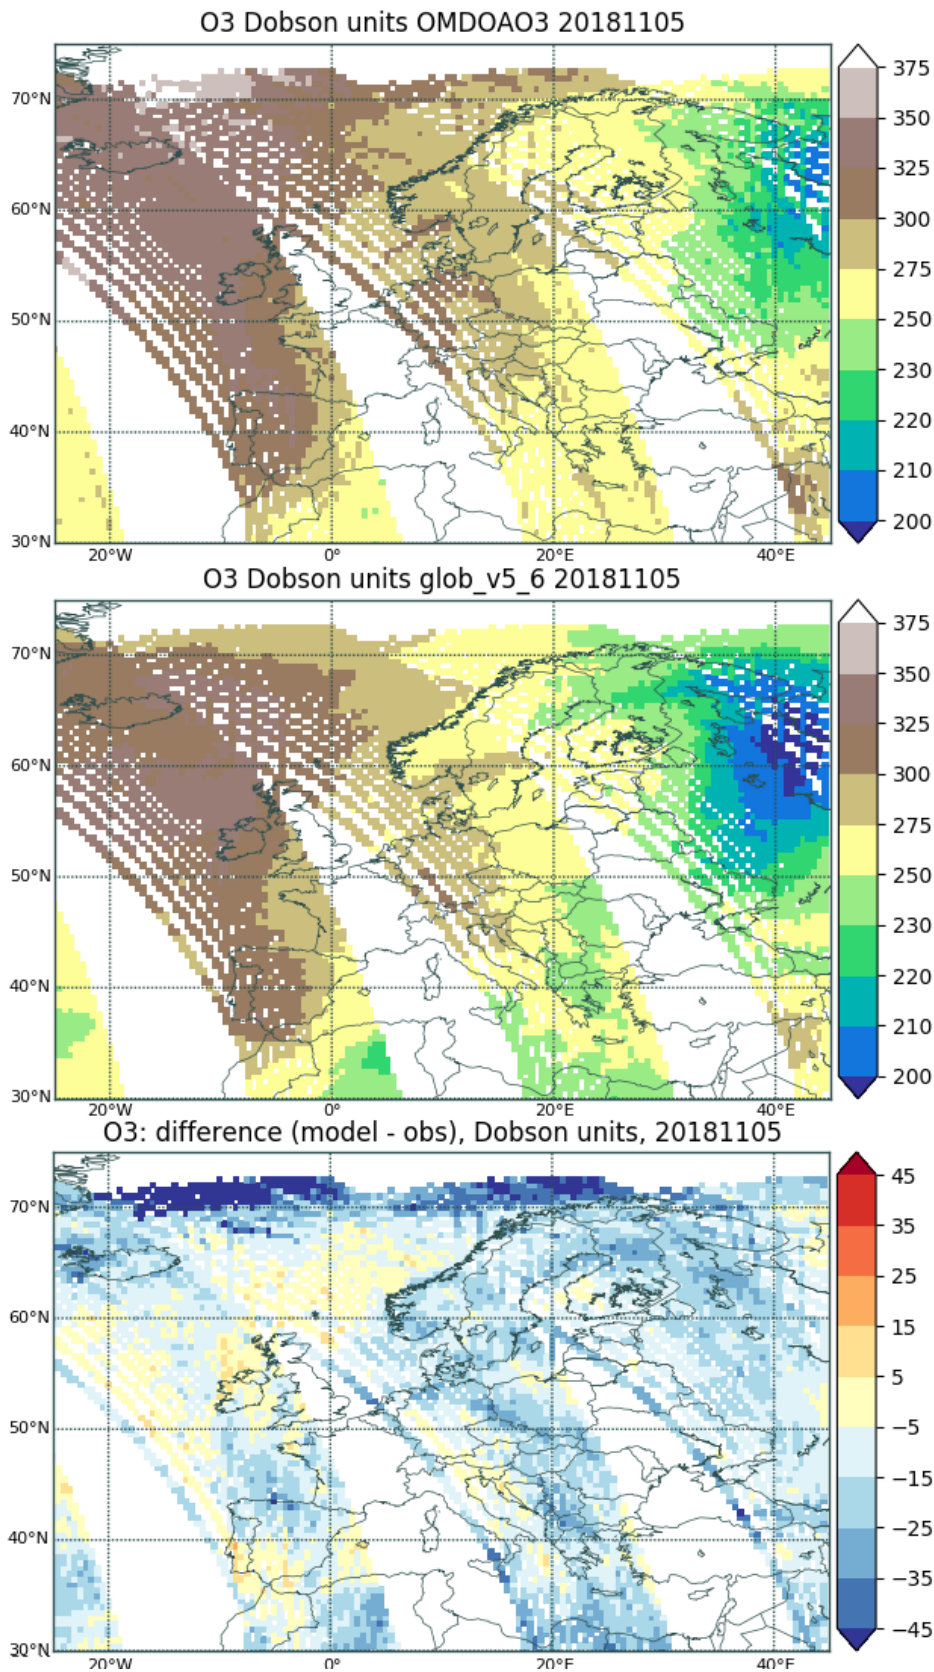 O3 Dobson units OMDOAO3 20181105
70°N
60°N
50°N
40°N
30°N
20°W
0°
20°E
40°E
375
350
325
300
275
250
230
220
210
200
O3 Dobson units glob_v5_6 20181105
70°N
60°N
50°N
40°N
30°N
20°W
0°
20°E
40°E
375
350
325
300
275
250
230
220
210
200
O3: difference (model - obs), Dobson units, 20181105
70°N
60°N
50°N
40°N
30°N
20°W
0°
20°E
40°E
45
35
25
15
5
−5
−15
−25
−35
−45